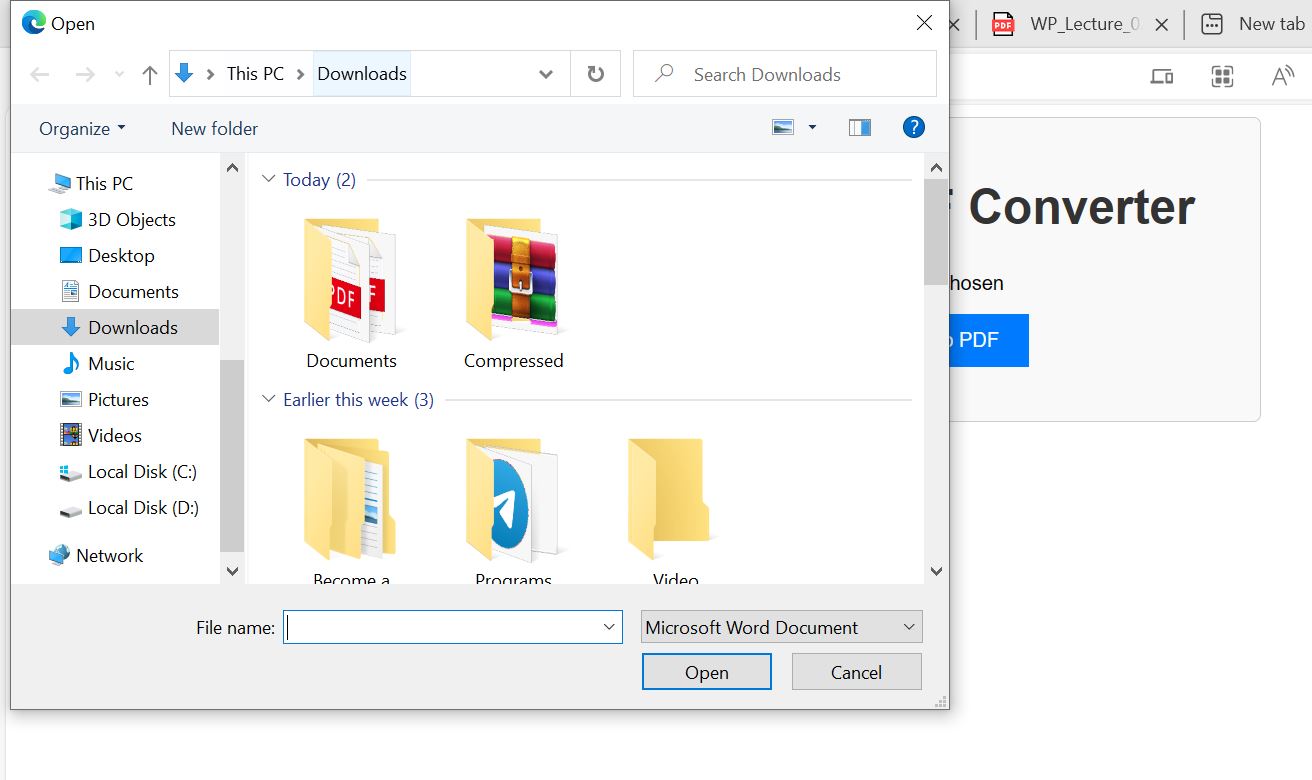 Open
WP_Lecture_0
New tab
This PC
Downloads
Search Downloads
Organize
New folder
?
This PC
3D Objects
Desktop
Documents
Downloads
Music
Pictures
Videos
Local Disk (C:)
Local Disk (D:)
Network
Today (2)
PDF
Documents
Compressed
Earlier this week (3)
Become a
Programs
Video
Converter
hosen
PDF
File name:
Microsoft Word Document
Open
Cancel